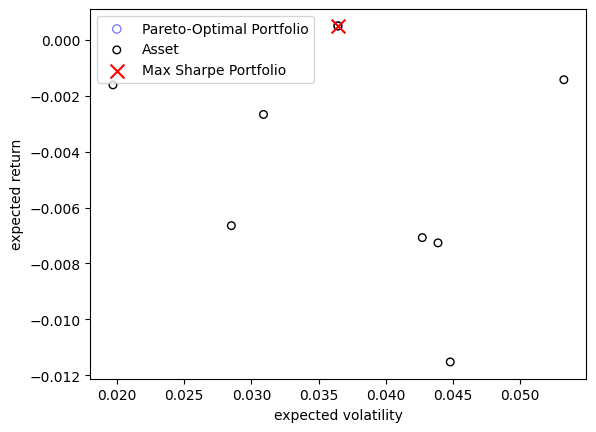 Pareto-Optimal Portfolio
Asset
Max Sharpe Portfolio
0.000
−0.002
−0.004
−0.006
−0.008
−0.010
−0.012
expected return
0.020 0.025 0.030 0.035 0.040 0.045 0.050
expected volatility